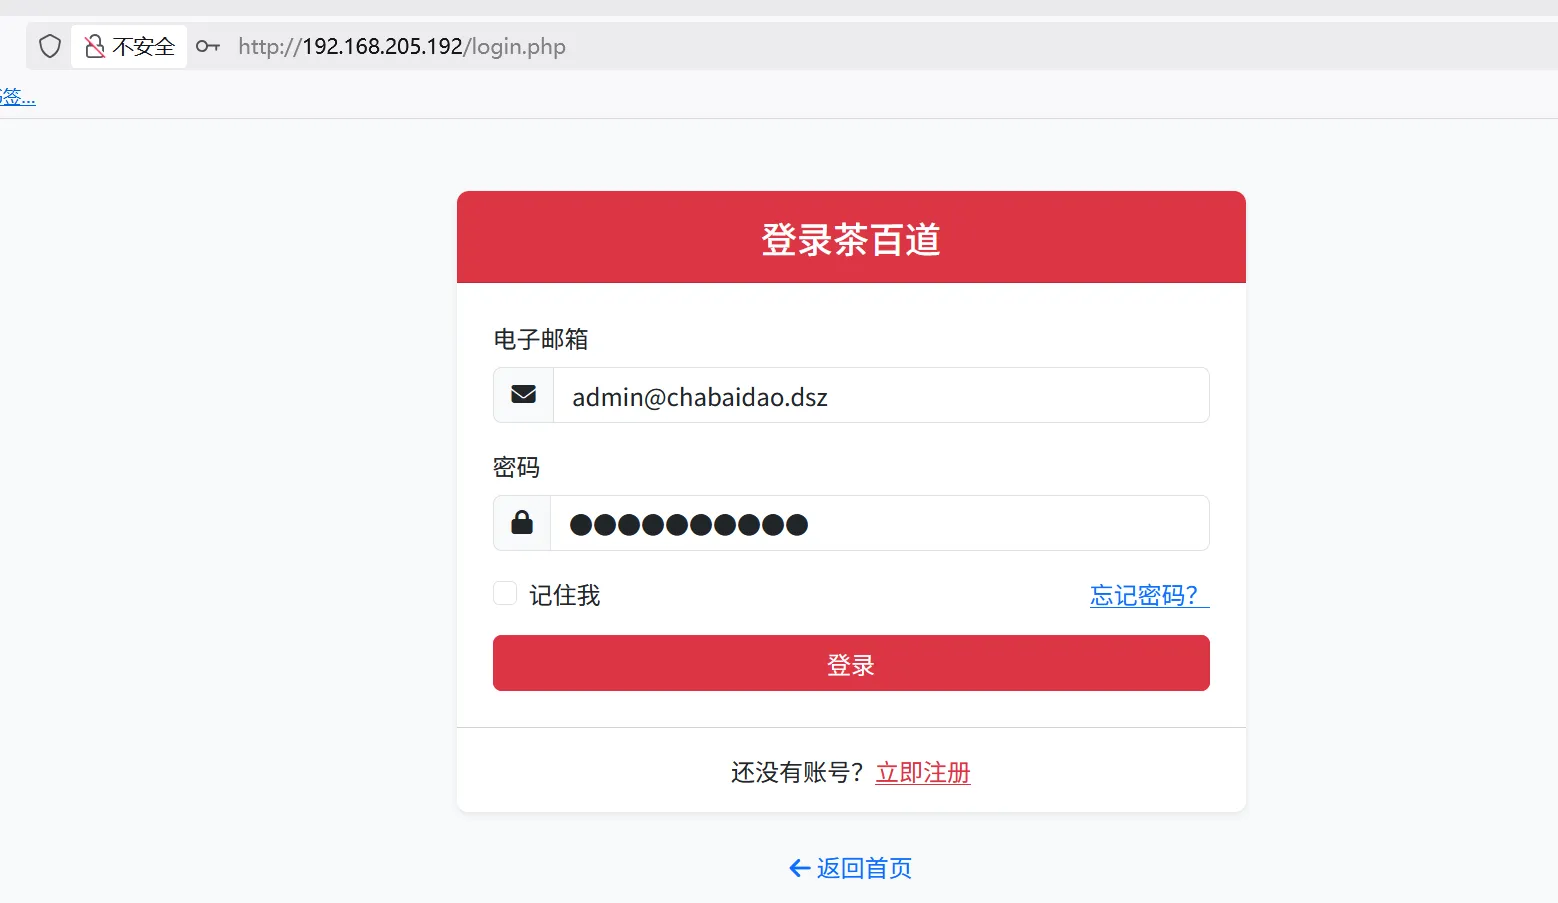 不安全 http://192.168.205.192/login.php
签...
登录茶百道
电子邮箱
admin@chabaidao.dsz
密码
●●●●●●●●●●
记住我 忘记密码？
登录
还没有账号？立即注册
返回首页